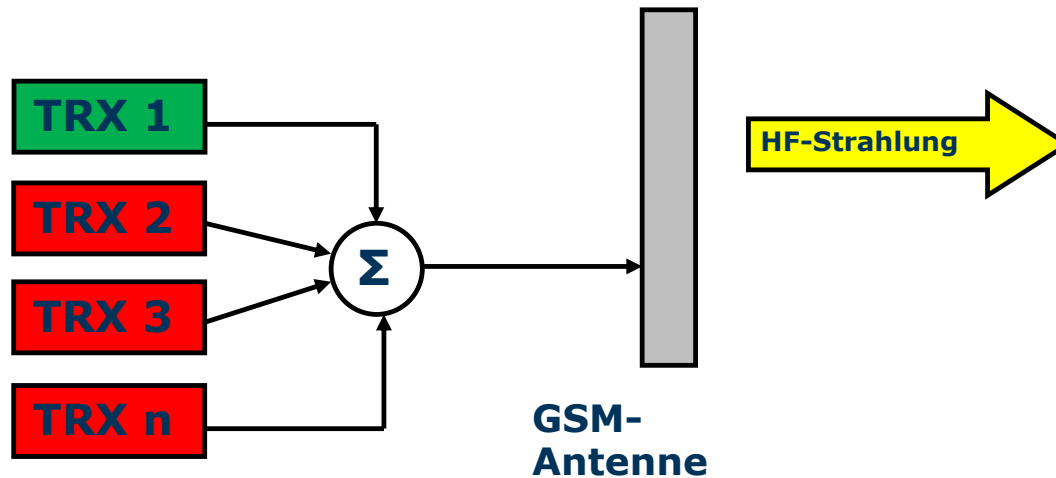 TRX 1
TRX 2
TRX 3
TRX n
Σ
GSM-
Antenne
HF-Strahlung